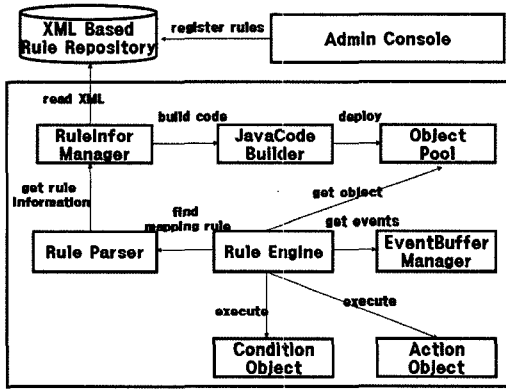 XML Based
Rule Repository
register rules
Admin Console
read XML
build code
deploy
RuleInfor
Manager
JavaCode
Builder
Object
Pool
get rule
Information
find
mapping rule
get object
get events
Rule Parser
Rule Engine
EventBuffer
Manager
execute
execute
Condition
Object
Action
Object